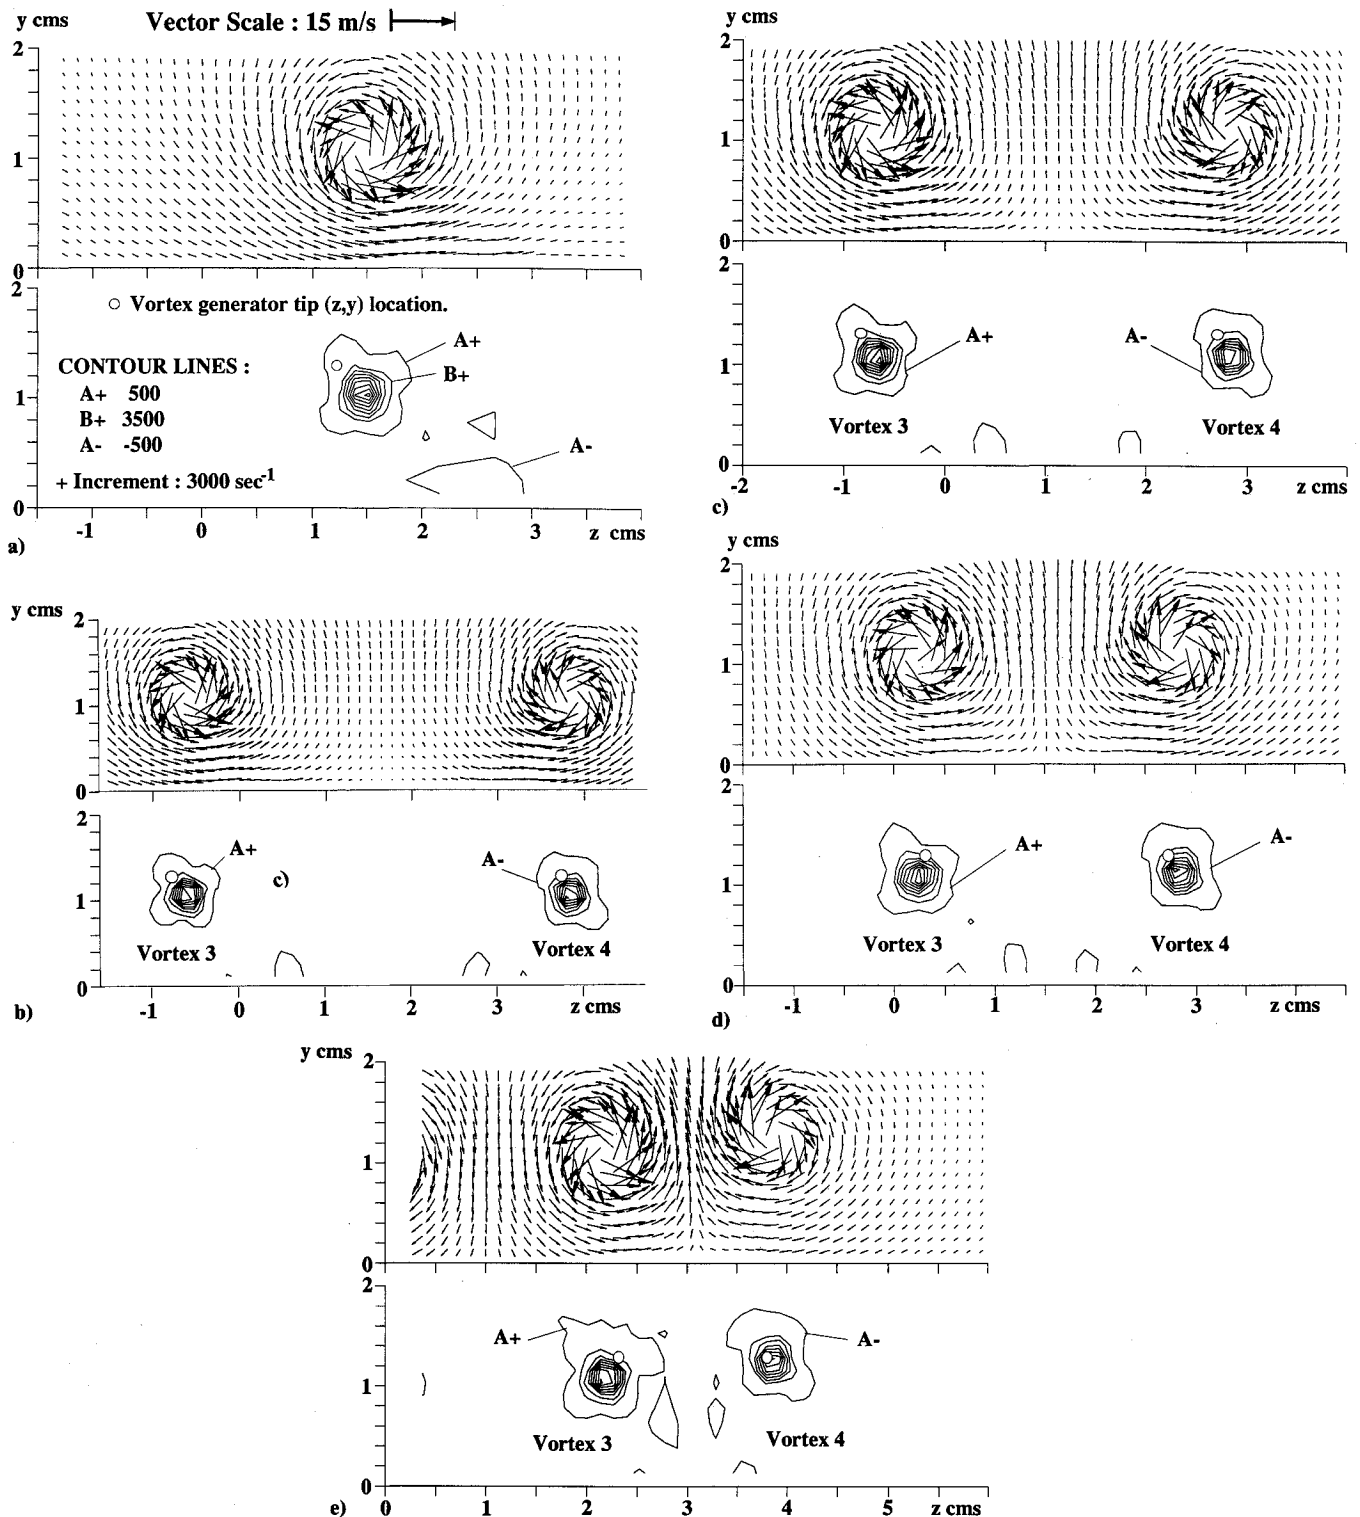 y cms Vector Scale : 15 m/s
2
1
0
2
○ Vortex generator tip (z,y) location.
A+
CONTOUR LINES :
B+
A+ 500
1
B+ 3500
A- -500
A-
+ Increment : 3000 sec-1
0
-1 0 1 2 3 z cms
a)
y cms
2
1
0
2
A+
A-
c)
1
Vortex 3 Vortex 4
0
-1 0 1 2 3 4 z cms
b)
y cms
2
1
0
2
A+ A-
1
Vortex 3 Vortex 4
0
-2 -1 0 1 2 3 z cms
c)
y cms
2
1
0
2
A+ A-
1
Vortex 3 Vortex 4
0
-1 0 1 2 3 z cms
d)
y cms
2
1
0
2
A+ A-
1
Vortex 3 Vortex 4
0
0 1 2 3 4 5 z cms
e)